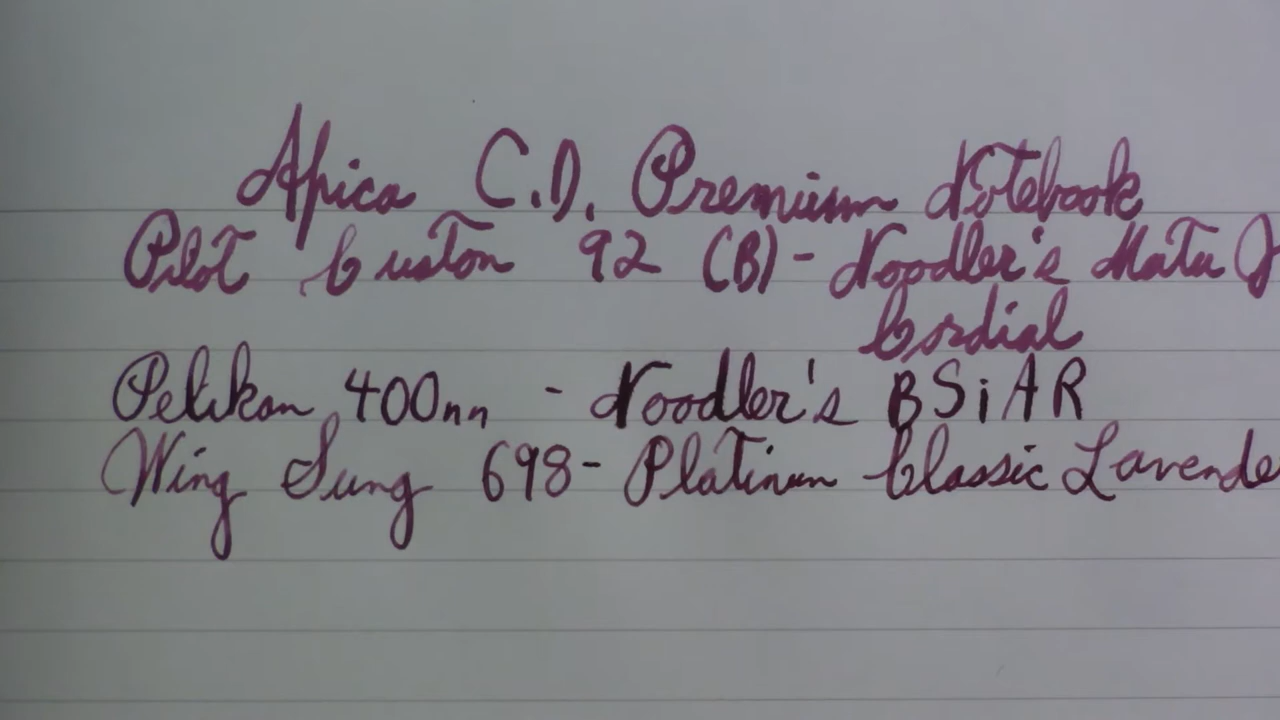 Apica C.D. Premium Notebook
Pilot Custom 92 (B) - Noodler's Mata
Cordial
Pelikan 400nn - Noodler's BSiAR
Wing Sung 698 - Platinum Classic Lavende